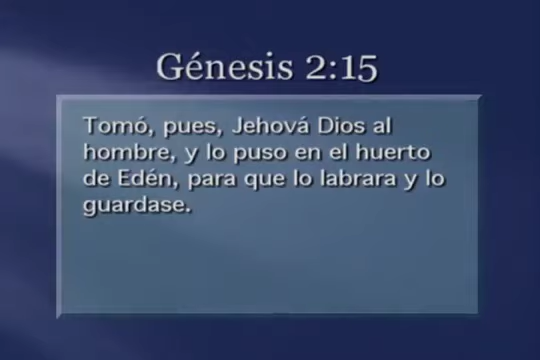 Génesis 2:15
Tomó, pues, Jehová Dios al
hombre, y lo puso en el huerto
de Edén, para que lo labrara y lo
guardase.